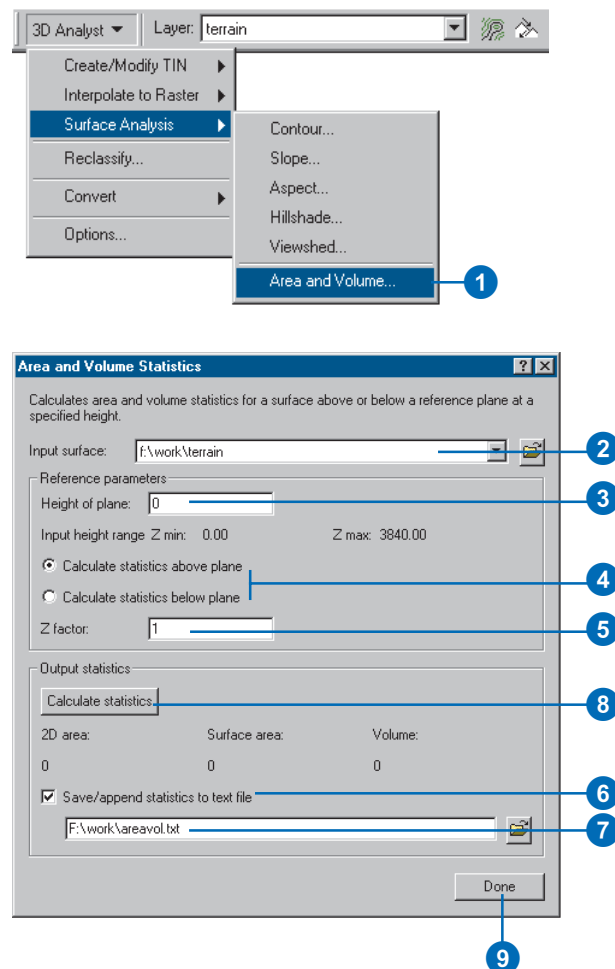 3D Analyst Layer: terrain
Create/Modify TIN
Interpolate to Raster
Surface Analysis
Reclassify...
Convert
Options...
Contour...
Slope...
Aspect...
Hillshade...
Viewshed...
Area and Volume...
1
Area and Volume Statistics
Calculates area and volume statistics for a surface above or below a reference plane at a
specified height.
Input surface: f:\work\terrain
2
Reference parameters
Height of plane: 0
3
Input height range Z min: 0.00 Z max: 3840.00
Calculate statistics above plane
4
Calculate statistics below plane
Z factor: 1
5
Output statistics
Calculate statistics
8
2D area: Surface area: Volume:
0 0 0
Save/append statistics to text file
6
F:\work\areavol.txt
7
Done
9